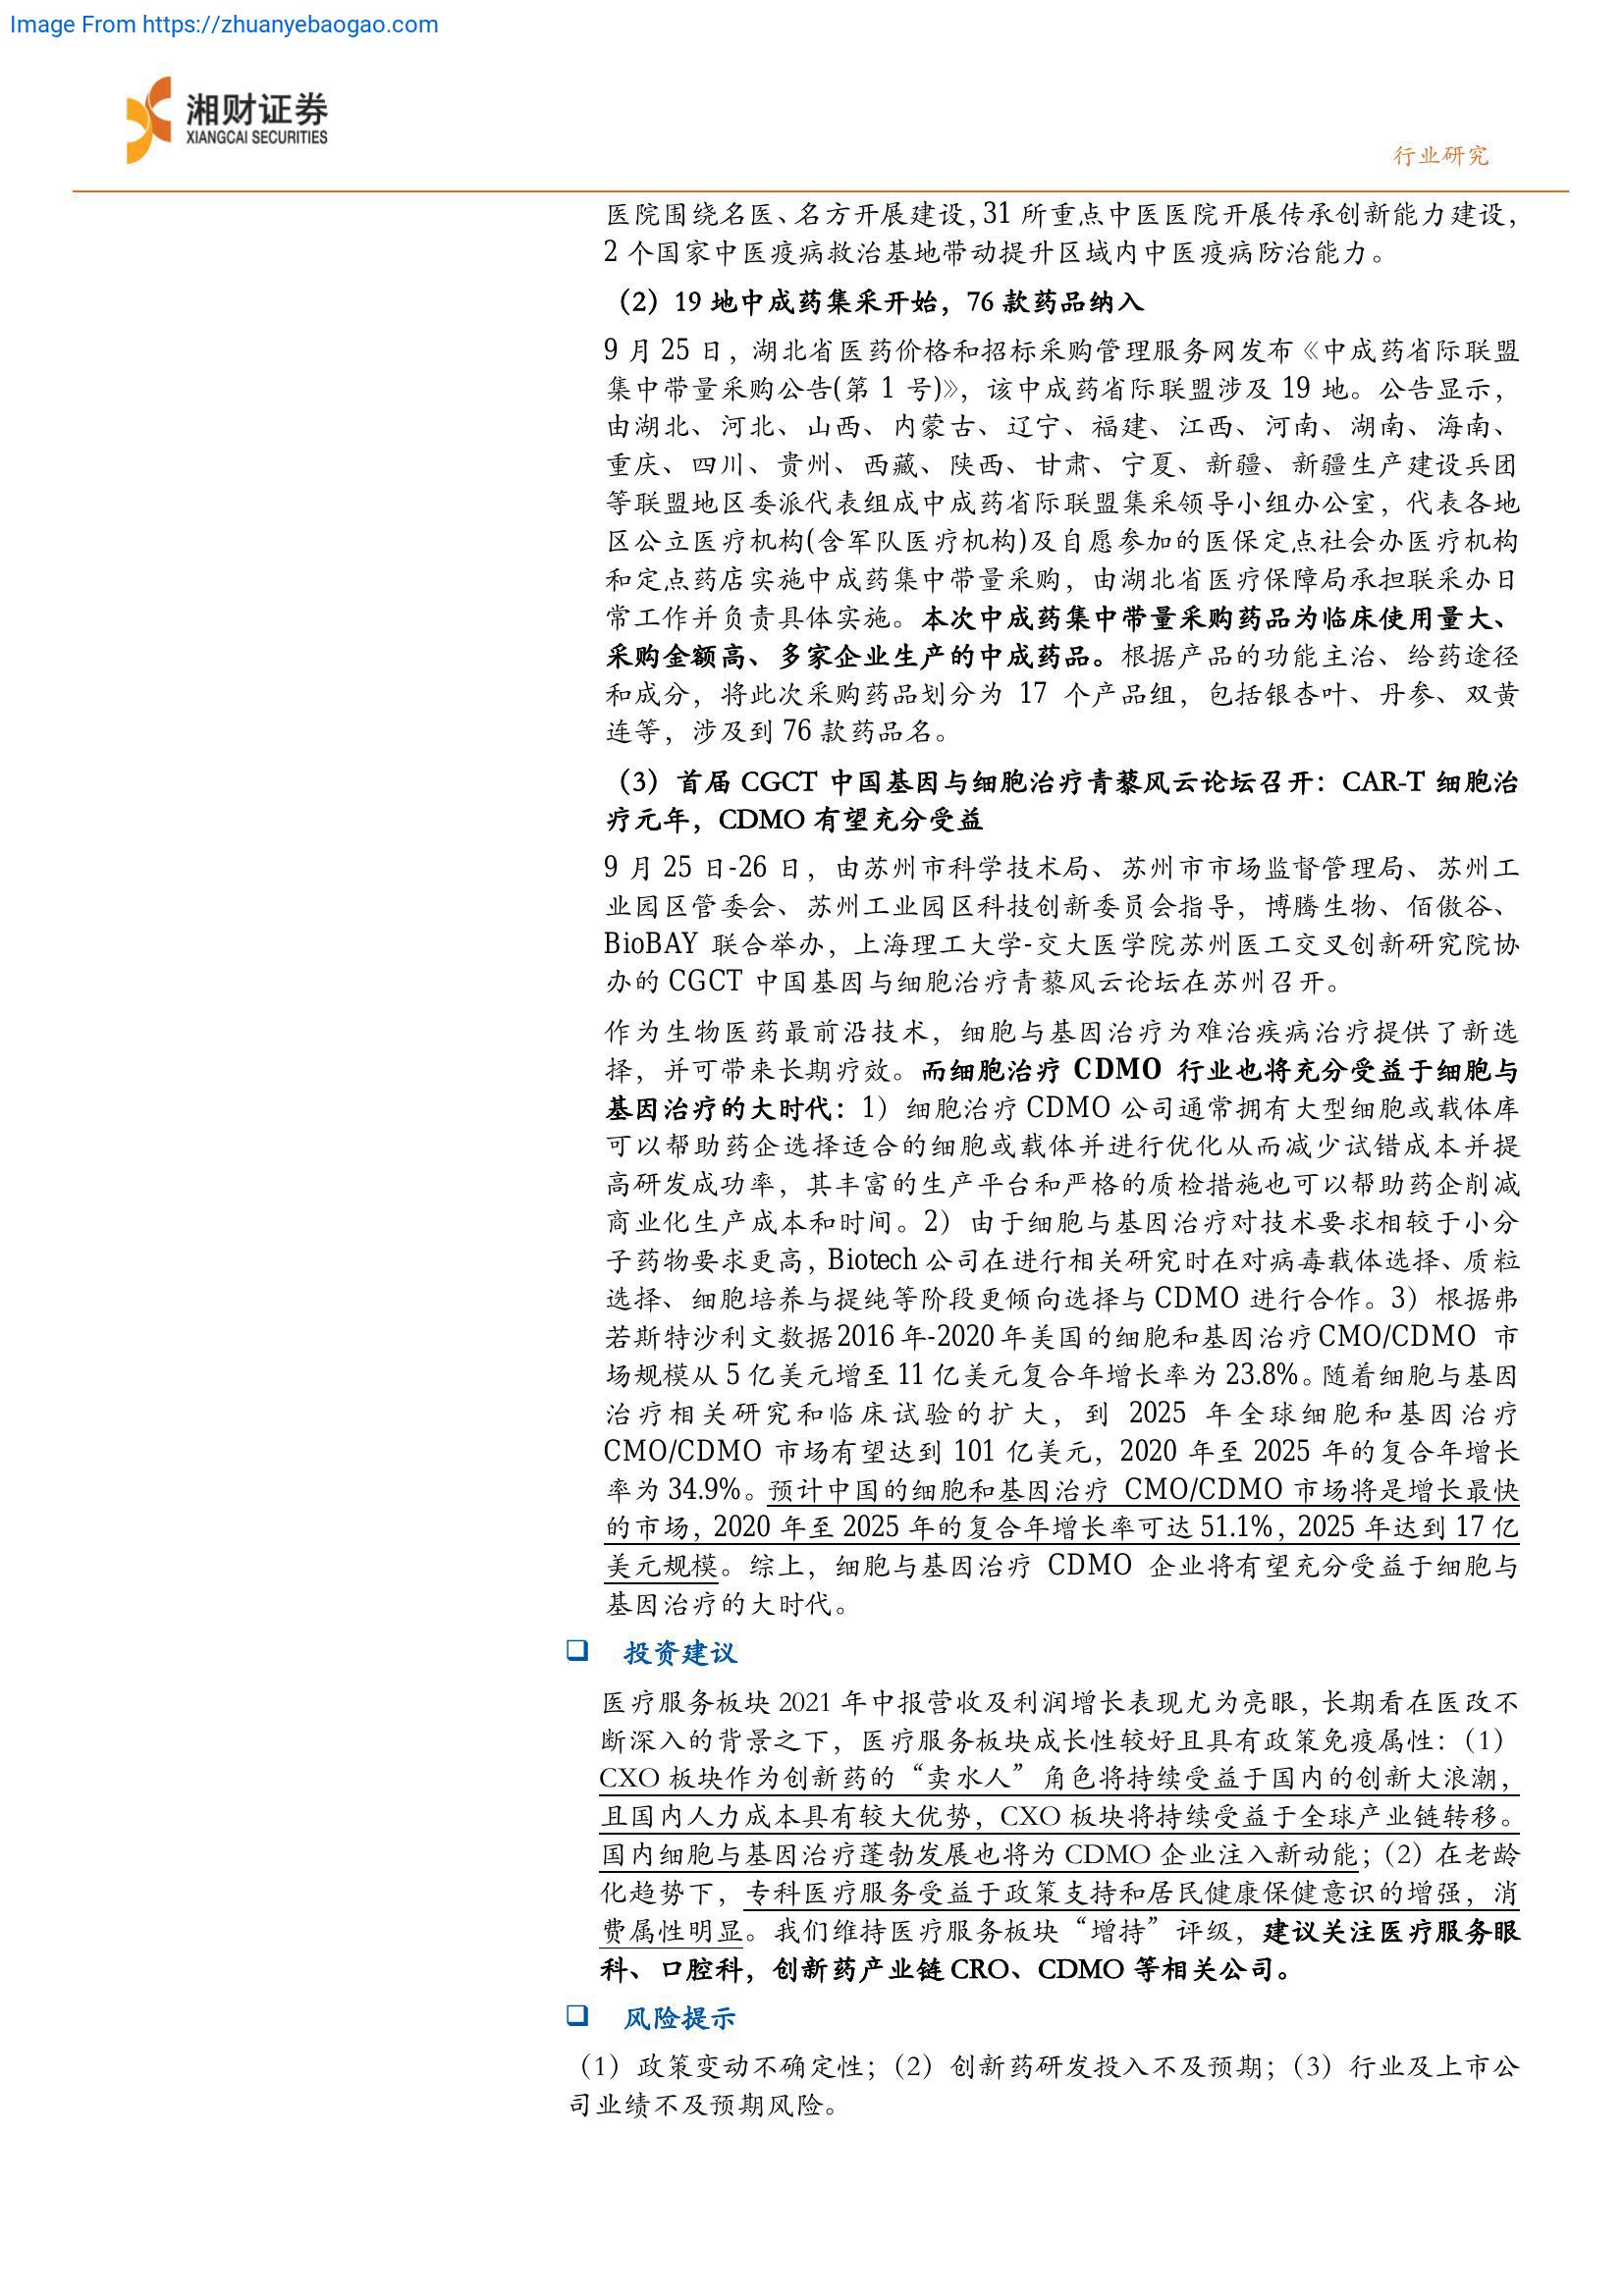 Image From https://zhuanyebaogao.com
湘财证券
XIANGCAI SECURITIES
行业研究
医院围绕名医、名方开展建设，31 所重点中医医院开展传承创新能力建设，
2 个国家中医疫病救治基地带动提升区域内中医疫病防治能力。
（2）19 地中成药集采开始，76 款药品纳入
9 月 25 日，湖北省医药价格和招标采购管理服务网发布《中成药省际联盟
集中带量采购公告(第 1 号)》，该中成药省际联盟涉及 19 地。公告显示，
由湖北、河北、山西、内蒙古、辽宁、福建、江西、河南、湖南、海南、
重庆、四川、贵州、西藏、陕西、甘肃、宁夏、新疆、新疆生产建设兵团
等联盟地区委派代表组成中成药省际联盟集采领导小组办公室，代表各地
区公立医疗机构(含军队医疗机构)及自愿参加的医保定点社会办医疗机构
和定点药店实施中成药集中带量采购，由湖北省医疗保障局承担联采办日
常工作并负责具体实施。本次中成药集中带量采购药品为临床使用量大、
采购金额高、多家企业生产的中成药品。根据产品的功能主治、给药途径
和成分，将此次采购药品划分为 17 个产品组，包括银杏叶、丹参、双黄
连等，涉及到 76 款药品名。
（3）首届 CGCT 中国基因与细胞治疗青藜风云论坛召开：CAR-T 细胞治
疗元年，CDMO 有望充分受益
9 月 25 日-26 日，由苏州市科学技术局、苏州市市场监督管理局、苏州工
业园区管委会、苏州工业园区科技创新委员会指导，博腾生物、佰傲谷、
BioBAY 联合举办，上海理工大学-交大医学院苏州医工交叉创新研究院协
办的 CGCT 中国基因与细胞治疗青藜风云论坛在苏州召开。
作为生物医药最前沿技术，细胞与基因治疗为难治疾病治疗提供了新选
择，并可带来长期疗效。而细胞治疗 CDMO 行业也将充分受益于细胞与
基因治疗的大时代：1）细胞治疗 CDMO 公司通常拥有大型细胞或载体库
可以帮助药企选择适合的细胞或载体并进行优化从而减少试错成本并提
高研发成功率，其丰富的生产平台和严格的质检措施也可以帮助药企削减
商业化生产成本和时间。2）由于细胞与基因治疗对技术要求相较于小分
子药物要求更高，Biotech 公司在进行相关研究时在对病毒载体选择、质粒
选择、细胞培养与提纯等阶段更倾向选择与 CDMO 进行合作。3）根据弗
若斯特沙利文数据 2016 年-2020 年美国的细胞和基因治疗 CMO/CDMO 市
场规模从 5 亿美元增至 11 亿美元复合年增长率为 23.8%。随着细胞与基因
治疗相关研究和临床试验的扩大，到 2025 年全球细胞和基因治疗
CMO/CDMO 市场有望达到 101 亿美元，2020 年至 2025 年的复合年增长
率为 34.9%。预计中国的细胞和基因治疗 CMO/CDMO 市场将是增长最快
的市场，2020 年至 2025 年的复合年增长率可达 51.1%，2025 年达到 17 亿
美元规模。综上，细胞与基因治疗 CDMO 企业将有望充分受益于细胞与
基因治疗的大时代。
❑ 投资建议
医疗服务板块 2021 年中报营收及利润增长表现尤为亮眼，长期看在医改不
断深入的背景之下，医疗服务板块成长性较好且具有政策免疫属性：（1）
CXO 板块作为创新药的“卖水人”角色将持续受益于国内的创新大浪潮，
且国内人力成本具有较大优势，CXO 板块将持续受益于全球产业链转移。
国内细胞与基因治疗蓬勃发展也将为 CDMO 企业注入新动能；（2）在老龄
化趋势下，专科医疗服务受益于政策支持和居民健康保健意识的增强，消
费属性明显。我们维持医疗服务板块“增持”评级，建议关注医疗服务眼
科、口腔科，创新药产业链 CRO、CDMO 等相关公司。
❑ 风险提示
（1）政策变动不确定性；（2）创新药研发投入不及预期；（3）行业及上市公
司业绩不及预期风险。